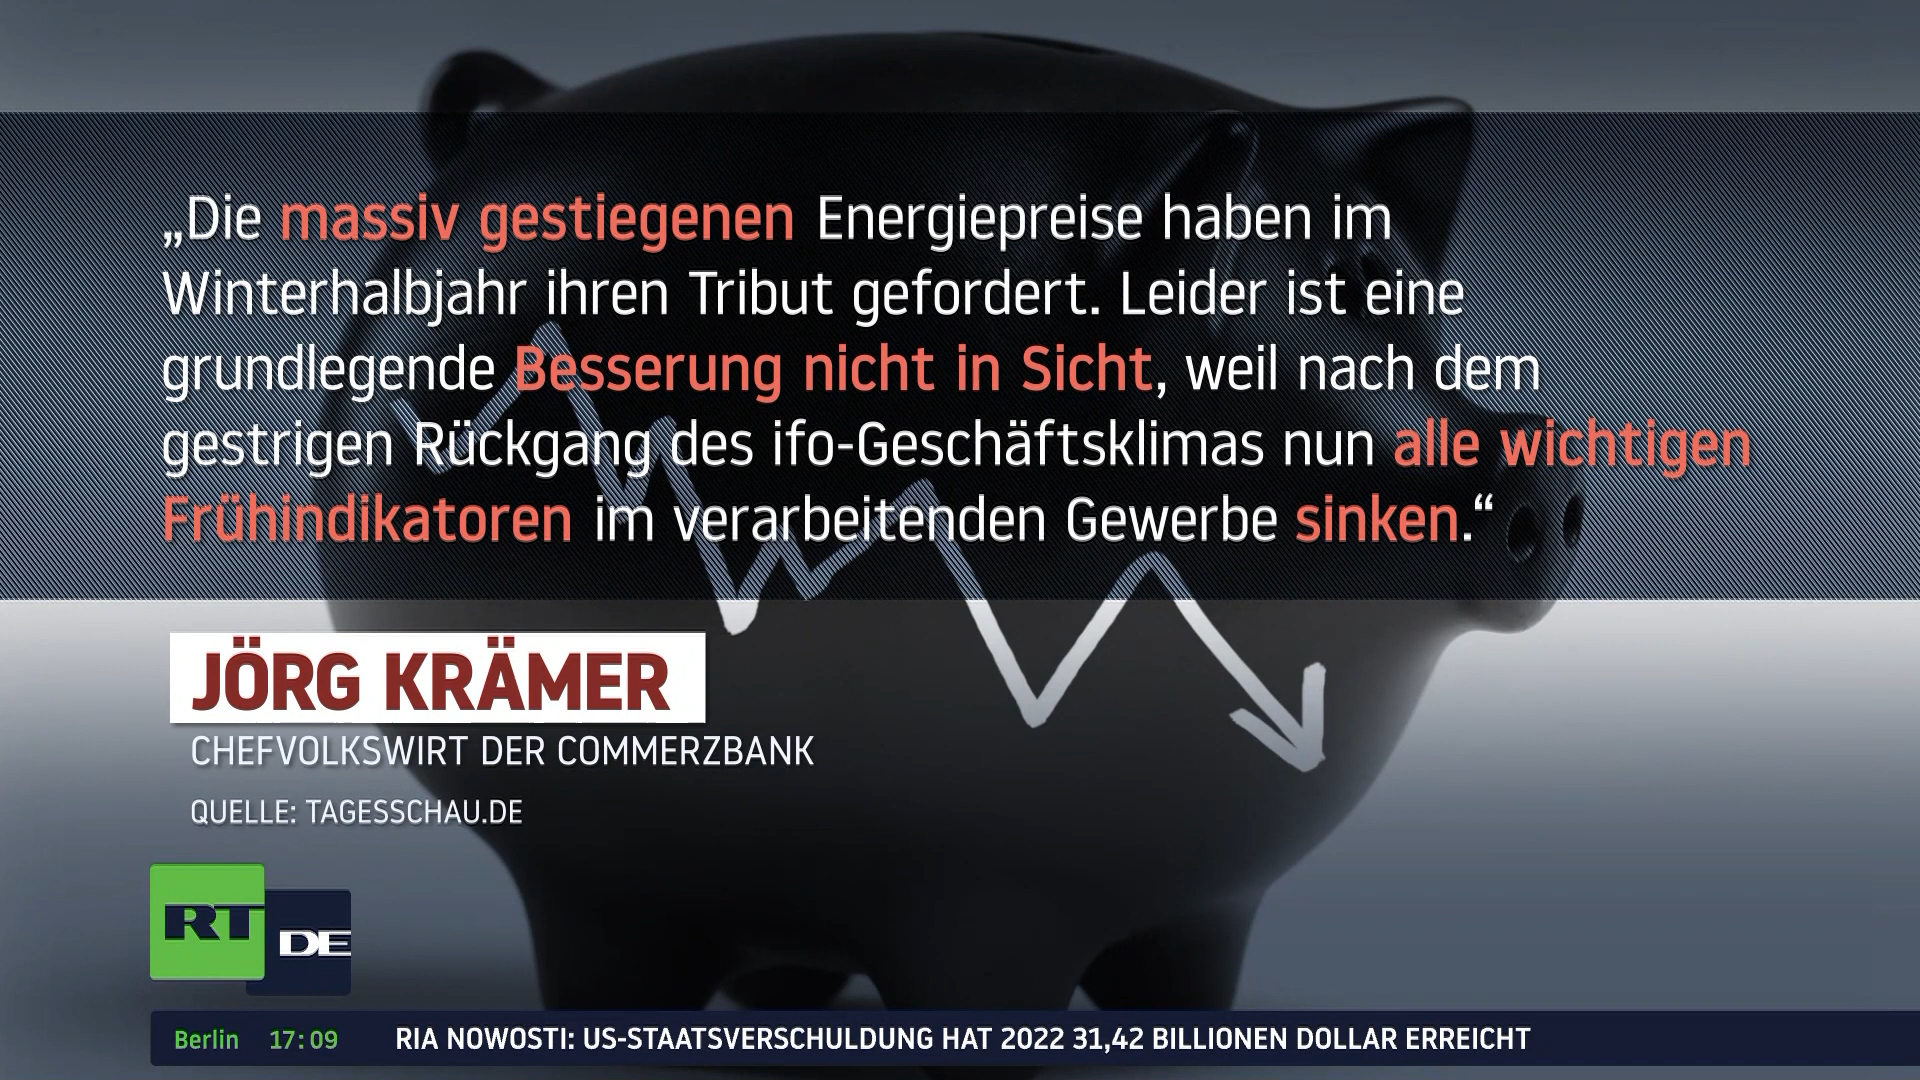 „Die massiv gestiegenen Energiepreise haben im
Winterhalbjahr ihren Tribut gefordert. Leider ist eine
grundlegende Besserung nicht in Sicht, weil nach dem
gestrigen Rückgang des ifo-Geschäftsklimas nun alle wichtigen
Frühindikatoren im verarbeitenden Gewerbe sinken.“
JÖRG KRÄMER
CHEFVOLKSWIRT DER COMMERZBANK
QUELLE: TAGESSCHAU.DE
RT DE
Berlin 17:09 RIA NOWOSTI: US-STAATSVERSCHULDUNG HAT 2022 31,42 BILLIONEN DOLLAR ERREICHT